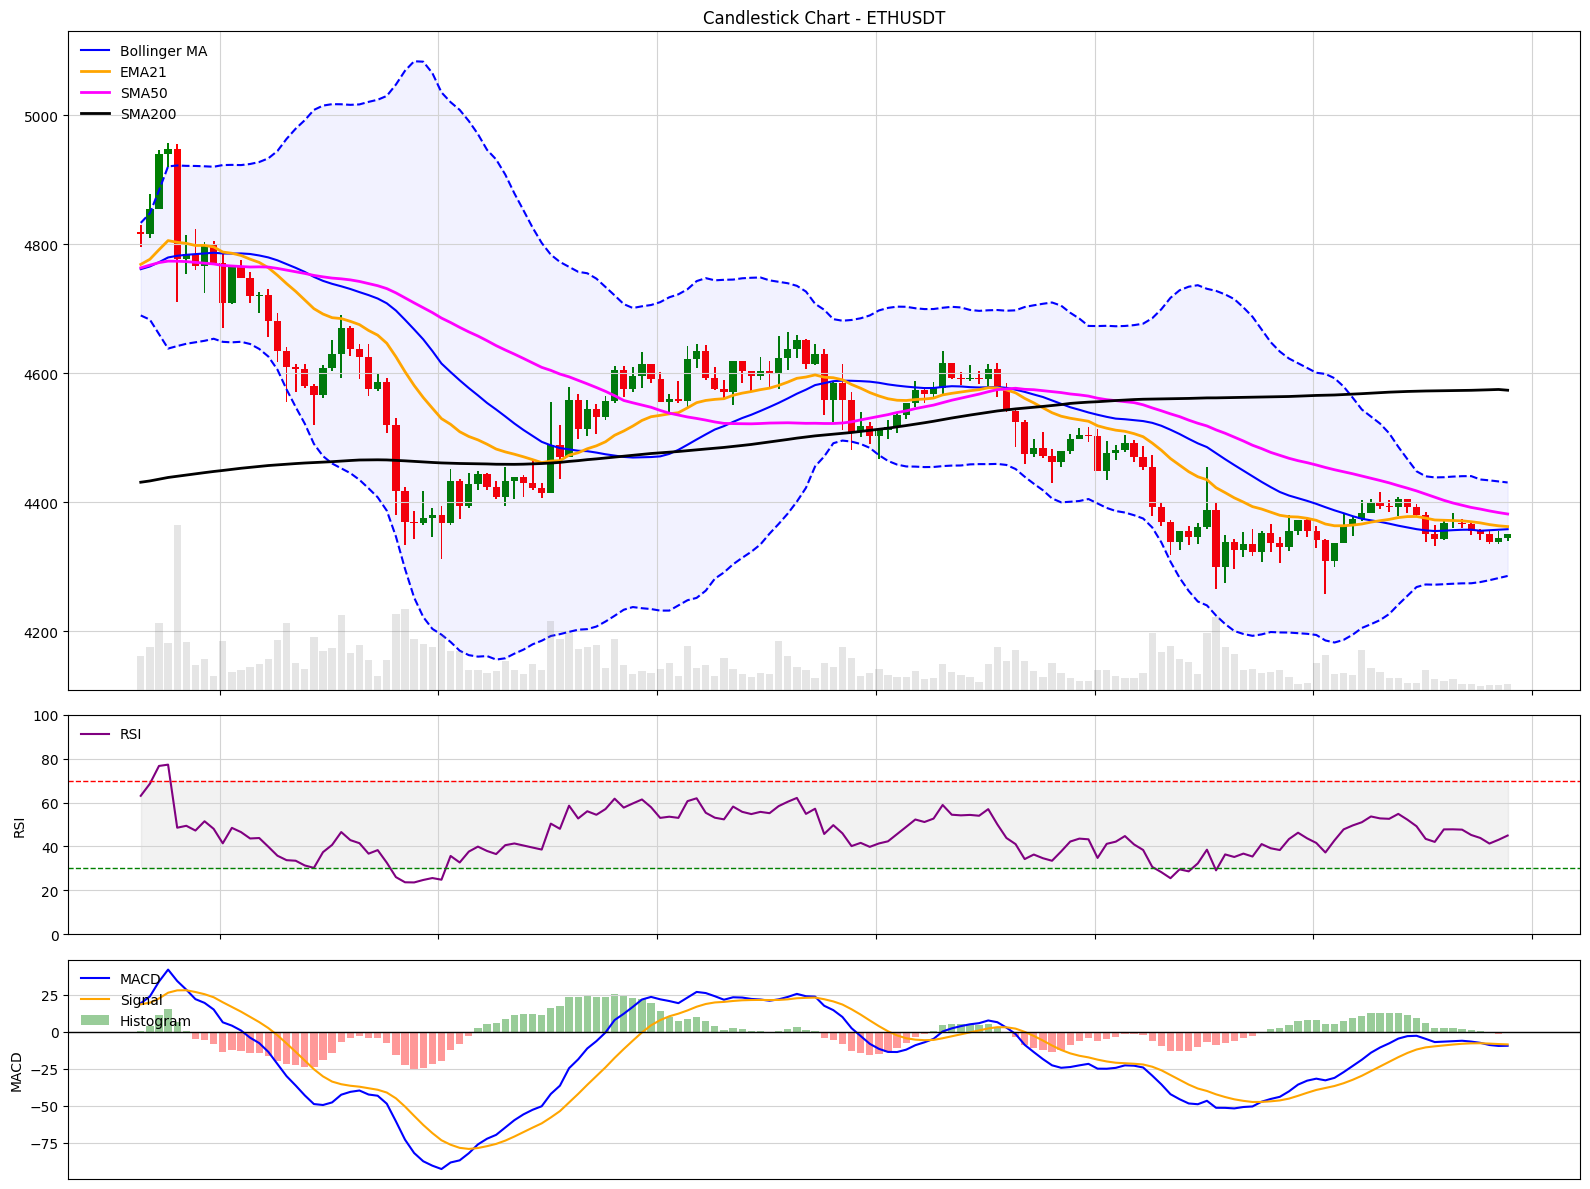 Candlestick Chart - ETHUSDT
Bollinger MA
EMA21
SMA50
SMA200
5000
4800
4600
4400
4200
RSI
100
80
60
40
20
0
RSI
MACD
Signal
Histogram
25
0
−25
−50
−75
MACD